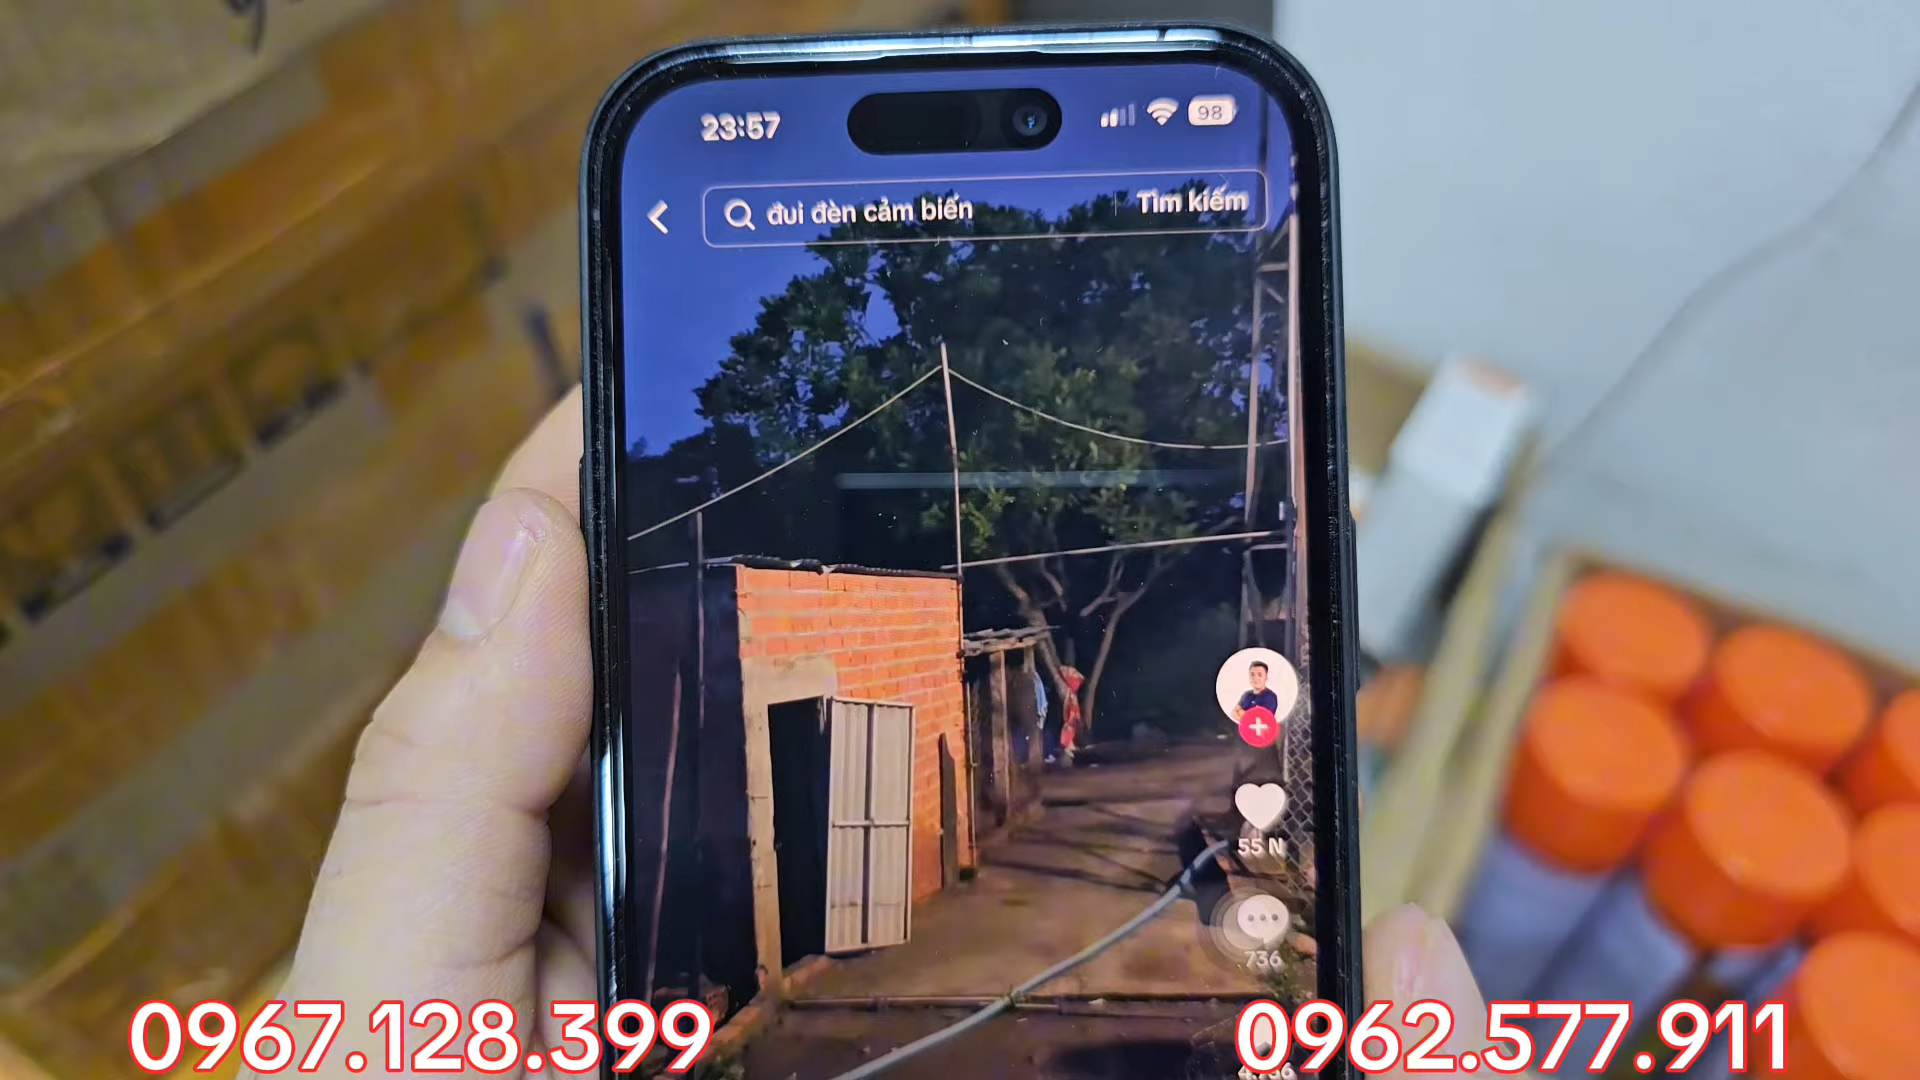 23:57
98
đui đèn cảm biến
Tìm kiếm
55 N
736
0967.128.399
0962.577.911